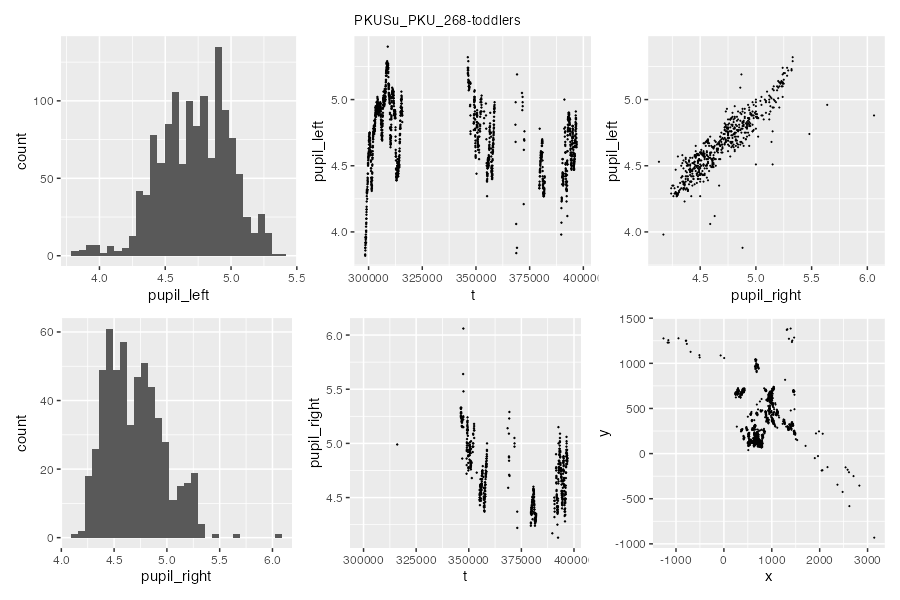 PKUSu_PKU_268-toddlers
count
100
50
0
4.0 4.5 5.0 5.5
pupil_left
pupil_left
5.0
4.5
4.0
300000 325000 350000 375000 40000
t
pupil_left
5.0
4.5
4.0
4.5 5.0 5.5 6.0
pupil_right
count
60
40
20
0
4.0 4.5 5.0 5.5 6.0
pupil_right
pupil_right
6.0
5.5
5.0
4.5
300000 325000 350000 375000 40000
t
y
1500
1000
500
0
-500
-1000
-1000 0 1000 2000 3000
x